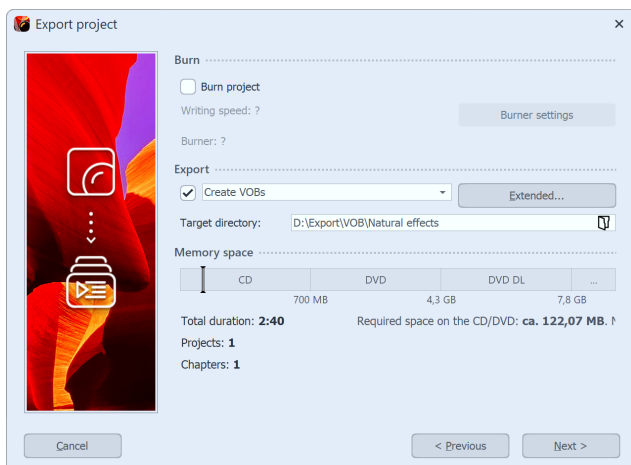 Export project
Burn
Burn project
Writing speed: ?
Burner settings
Burner: ?
Export
Create VOBs
Extended...
Target directory:
D:\Export\VOB\Natural effects
Memory space
CD DVD DVD DL ...
700 MB 4,3 GB 7,8 GB
Total duration: 2:40 Required space on the CD/DVD: ca. 122,07 MB.
Projects: 1
Chapters: 1
Cancel < Previous Next >